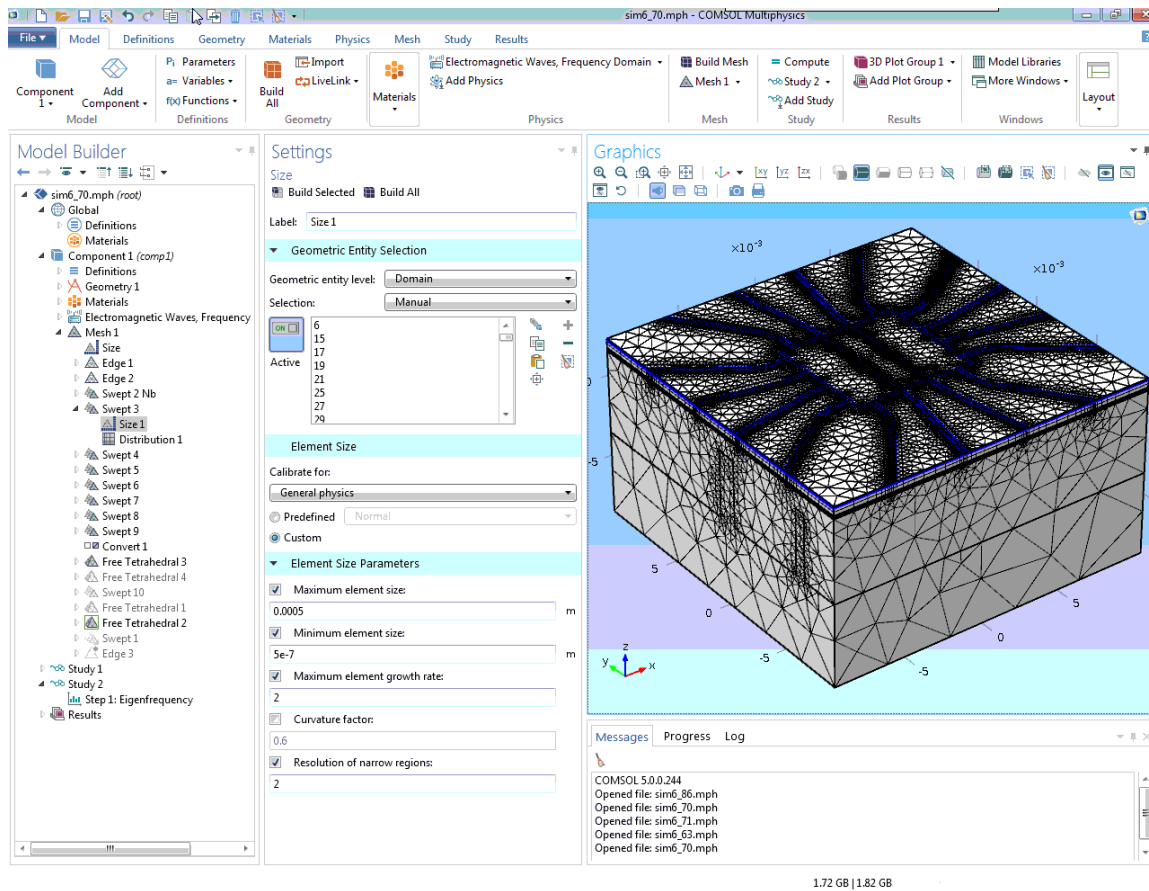 sim6_70.mph - COMSOL Multiphysics
File Model Definitions Geometry Materials Physics Mesh Study Results
Component 1
Add Component
Model
Pi Parameters
a= Variables
f(x) Functions
Definitions
Build All
Import
LiveLink
Geometry
Materials
Electromagnetic Waves, Frequency Domain
Add Physics
Physics
Build Mesh
Mesh 1
Mesh
Compute
Study 2
Add Study
Study
3D Plot Group 1
Add Plot Group
Results
Model Libraries
More Windows
Windows
Layout
Model Builder
sim6_70.mph (root)
Global
Definitions
Materials
Component 1 (comp1)
Definitions
Geometry 1
Materials
Electromagnetic Waves, Frequency
Mesh 1
Size
Edge 1
Edge 2
Swept 2 Nb
Swept 3
Size 1
Distribution 1
Swept 4
Swept 5
Swept 6
Swept 7
Swept 8
Swept 9
Convert 1
Free Tetrahedral 3
Free Tetrahedral 4
Swept 10
Free Tetrahedral 1
Free Tetrahedral 2
Swept 1
Edge 3
Study 1
Study 2
Step 1: Eigenfrequency
Results
Settings
Size
Build Selected Build All
Label: Size 1
Geometric Entity Selection
Geometric entity level: Domain
Selection: Manual
ON
Active
6
15
17
19
21
25
27
29
Element Size
Calibrate for:
General physics
Predefined Normal
Custom
Element Size Parameters
Maximum element size:
0.0005 m
Minimum element size:
5e-7 m
Maximum element growth rate:
2
Curvature factor:
0.6
Resolution of narrow regions:
2
Graphics
xy yz zx
×10⁻³
×10⁻³
0
0
-5
-5
5
0
-5
5
0
-5
z
y x
Messages Progress Log
COMSOL 5.0.0.244
Opened file: sim6_86.mph
Opened file: sim6_70.mph
Opened file: sim6_71.mph
Opened file: sim6_63.mph
Opened file: sim6_70.mph
1.72 GB | 1.82 GB